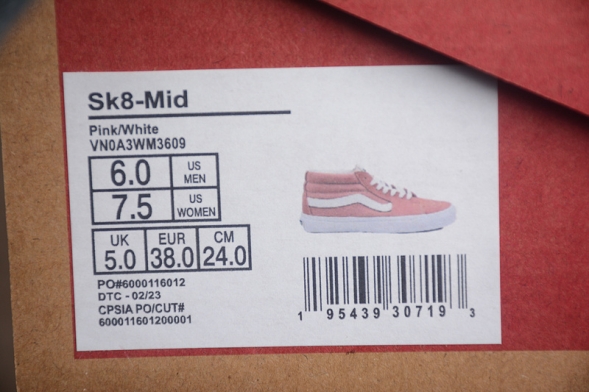 Sk8-Mid
Pink/White
VN0A3WM3609
6.0 US MEN
7.5 US WOMEN
UK EUR CM
5.0 38.0 24.0
PO#6000116012
DTC - 02/23
CPSIA PO/CUT#
600011601200001
1 95439 30719 3